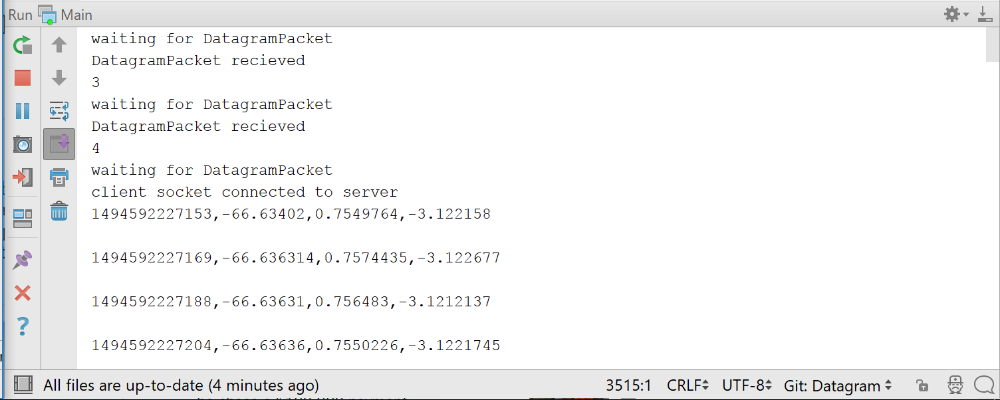 Run Main
waiting for DatagramPacket
DatagramPacket recieved
3
waiting for DatagramPacket
DatagramPacket recieved
4
waiting for DatagramPacket
client socket connected to server
1494592227153,-66.63402,0.7549764,-3.122158
1494592227169,-66.636314,0.7574435,-3.122677
1494592227188,-66.63631,0.756483,-3.1212137
1494592227204,-66.63636,0.7550226,-3.1221745
All files are up-to-date (4 minutes ago) 3515:1 CRLF UTF-8 Git: Datagram